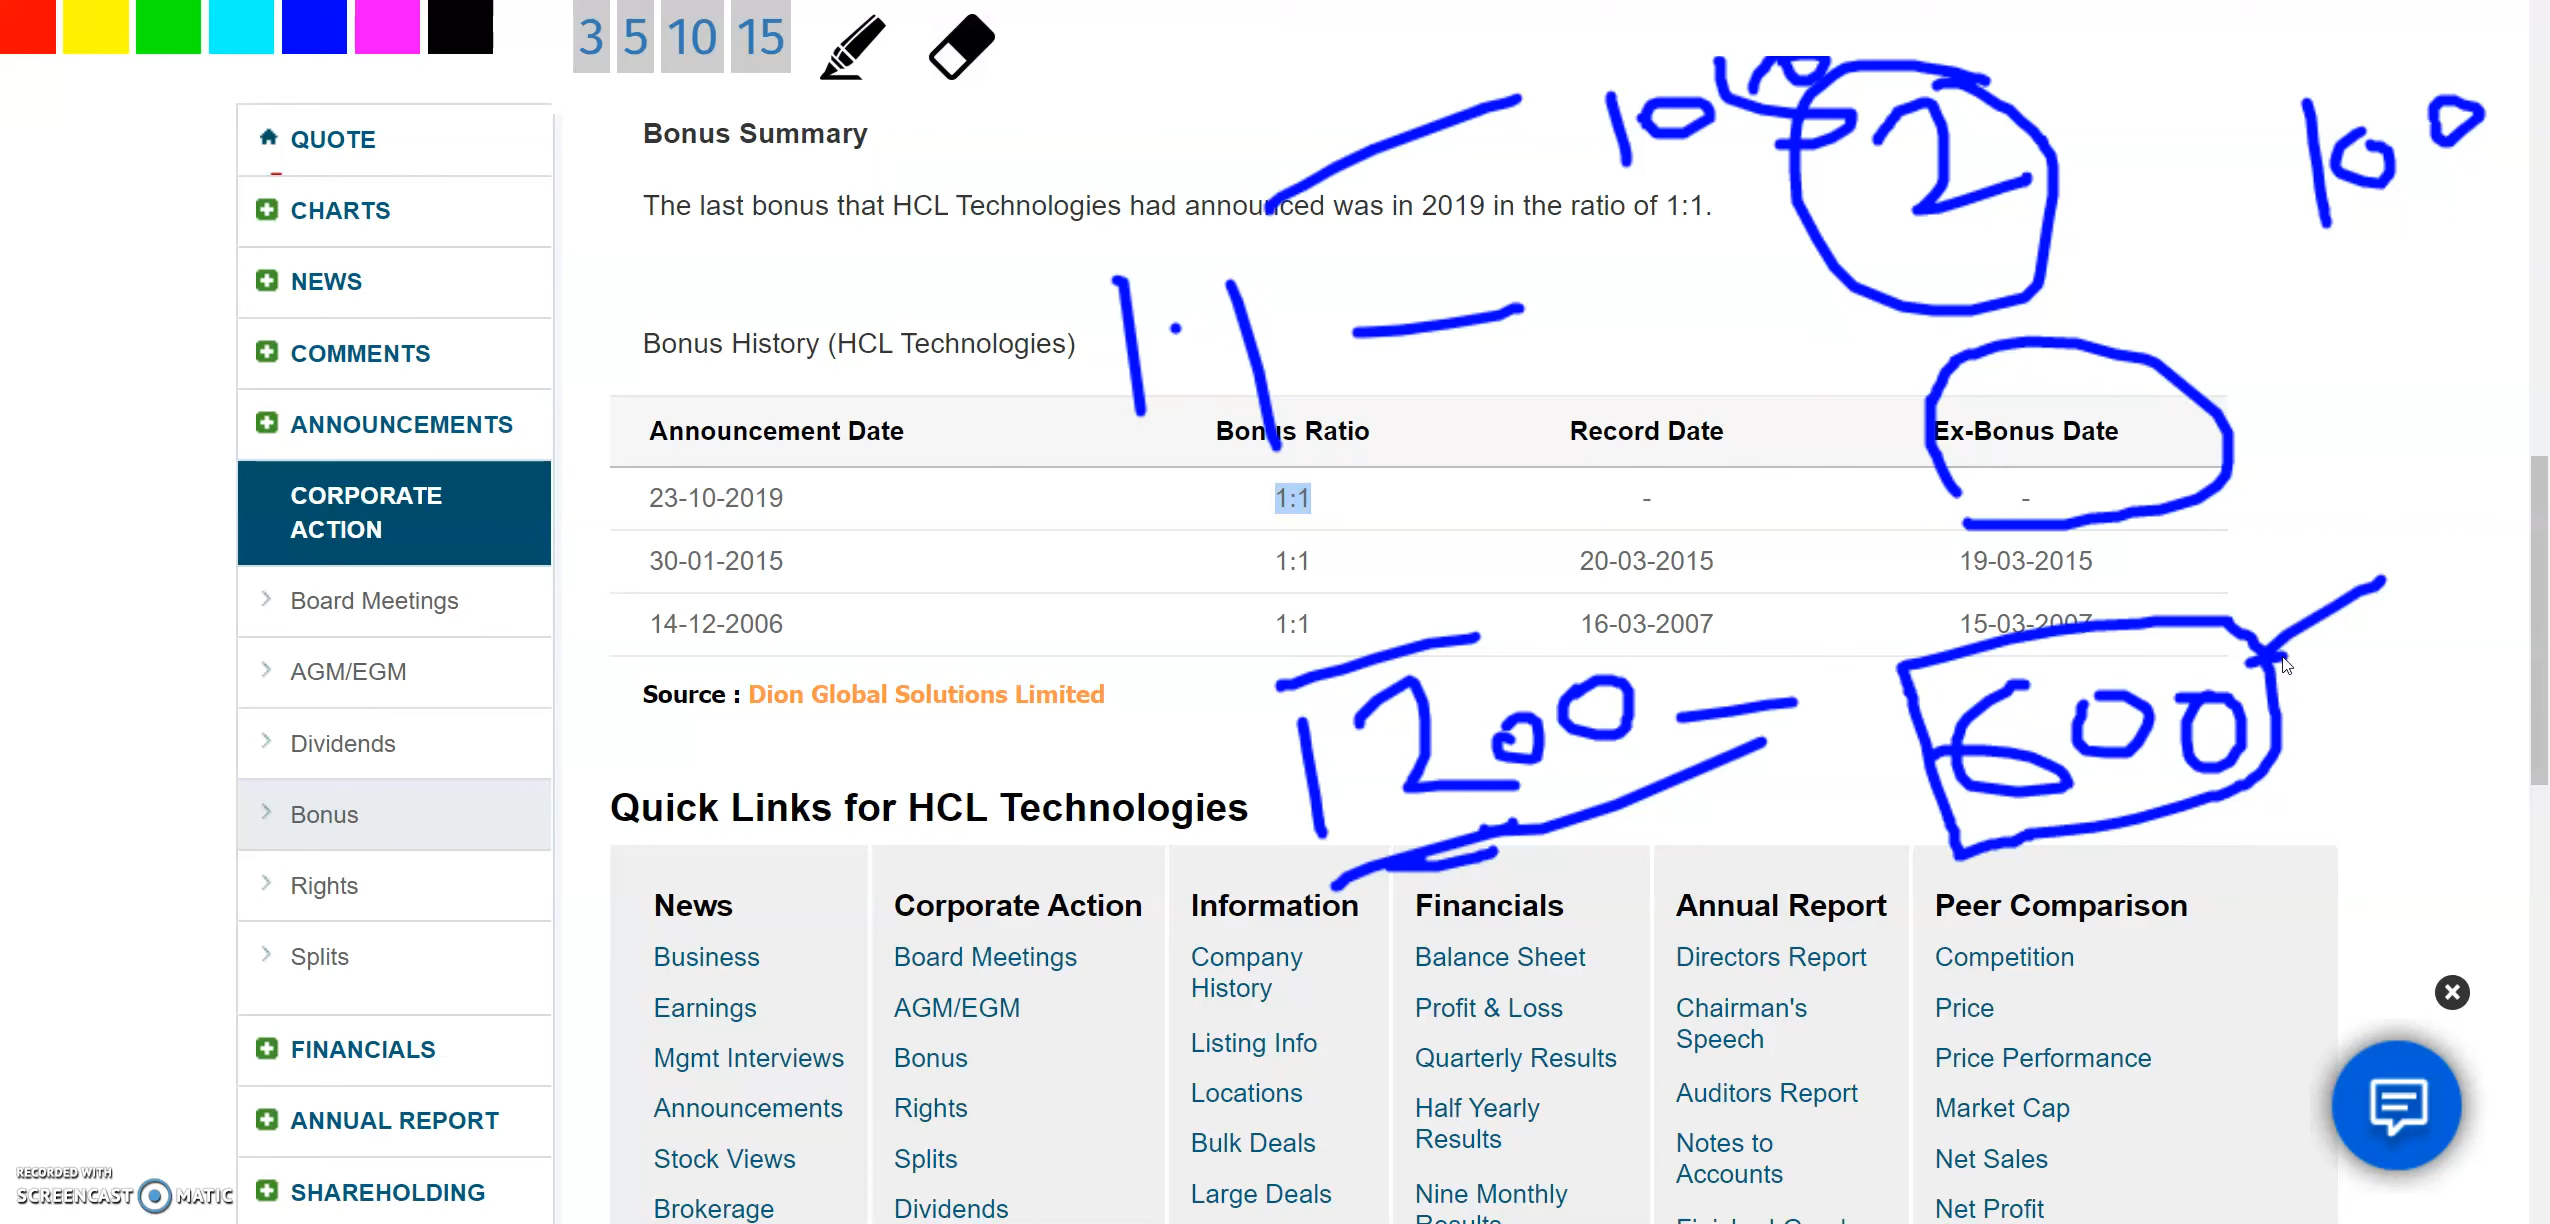 3 5 10 15
QUOTE
CHARTS
NEWS
COMMENTS
ANNOUNCEMENTS
CORPORATE
ACTION
Board Meetings
AGM/EGM
Dividends
Bonus
Rights
Splits
FINANCIALS
ANNUAL REPORT
SHAREHOLDING
RECORDED WITH
SCREENCAST MATIC
Bonus Summary
The last bonus that HCL Technologies had announced was in 2019 in the ratio of 1:1.
2
100
1:1 -
Bonus History (HCL Technologies)
Announcement Date Bonus Ratio Record Date Ex-Bonus Date
23-10-2019 1:1 - -
30-01-2015 1:1 20-03-2015 19-03-2015
14-12-2006 1:1 16-03-2007 15-03-2007
Source : Dion Global Solutions Limited
1200 - 600
Quick Links for HCL Technologies
News
Business
Earnings
Mgmt Interviews
Announcements
Stock Views
Brokerage
Corporate Action
Board Meetings
AGM/EGM
Bonus
Rights
Splits
Dividends
Information
Company
History
Listing Info
Locations
Bulk Deals
Large Deals
Financials
Balance Sheet
Profit & Loss
Quarterly Results
Half Yearly
Results
Nine Monthly
Results
Annual Report
Directors Report
Chairman's
Speech
Auditors Report
Notes to
Accounts
Peer Comparison
Competition
Price
Price Performance
Market Cap
Net Sales
Net Profit